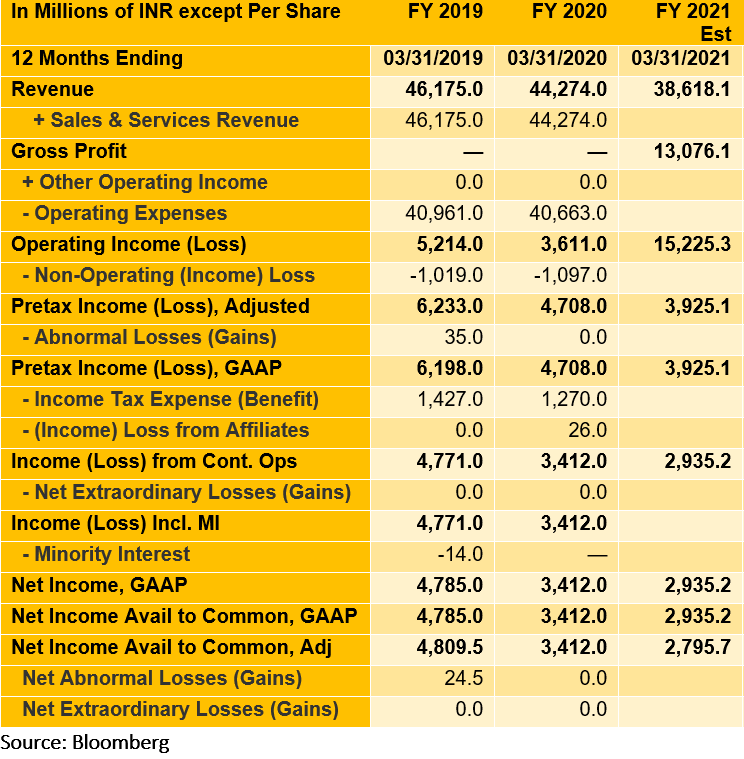 In Millions of INR except Per Share FY 2019 FY 2020 FY 2021
Est
12 Months Ending 03/31/2019 03/31/2020 03/31/2021
Revenue 46,175.0 44,274.0 38,618.1
+ Sales & Services Revenue 46,175.0 44,274.0
Gross Profit — — 13,076.1
+ Other Operating Income 0.0 0.0
- Operating Expenses 40,961.0 40,663.0
Operating Income (Loss) 5,214.0 3,611.0 15,225.3
- Non-Operating (Income) Loss -1,019.0 -1,097.0
Pretax Income (Loss), Adjusted 6,233.0 4,708.0 3,925.1
- Abnormal Losses (Gains) 35.0 0.0
Pretax Income (Loss), GAAP 6,198.0 4,708.0 3,925.1
- Income Tax Expense (Benefit) 1,427.0 1,270.0
- (Income) Loss from Affiliates 0.0 26.0
Income (Loss) from Cont. Ops 4,771.0 3,412.0 2,935.2
- Net Extraordinary Losses (Gains) 0.0 0.0
Income (Loss) Incl. MI 4,771.0 3,412.0
- Minority Interest -14.0 —
Net Income, GAAP 4,785.0 3,412.0 2,935.2
Net Income Avail to Common, GAAP 4,785.0 3,412.0 2,935.2
Net Income Avail to Common, Adj 4,809.5 3,412.0 2,795.7
Net Abnormal Losses (Gains) 24.5 0.0
Net Extraordinary Losses (Gains) 0.0 0.0
Source: Bloomberg